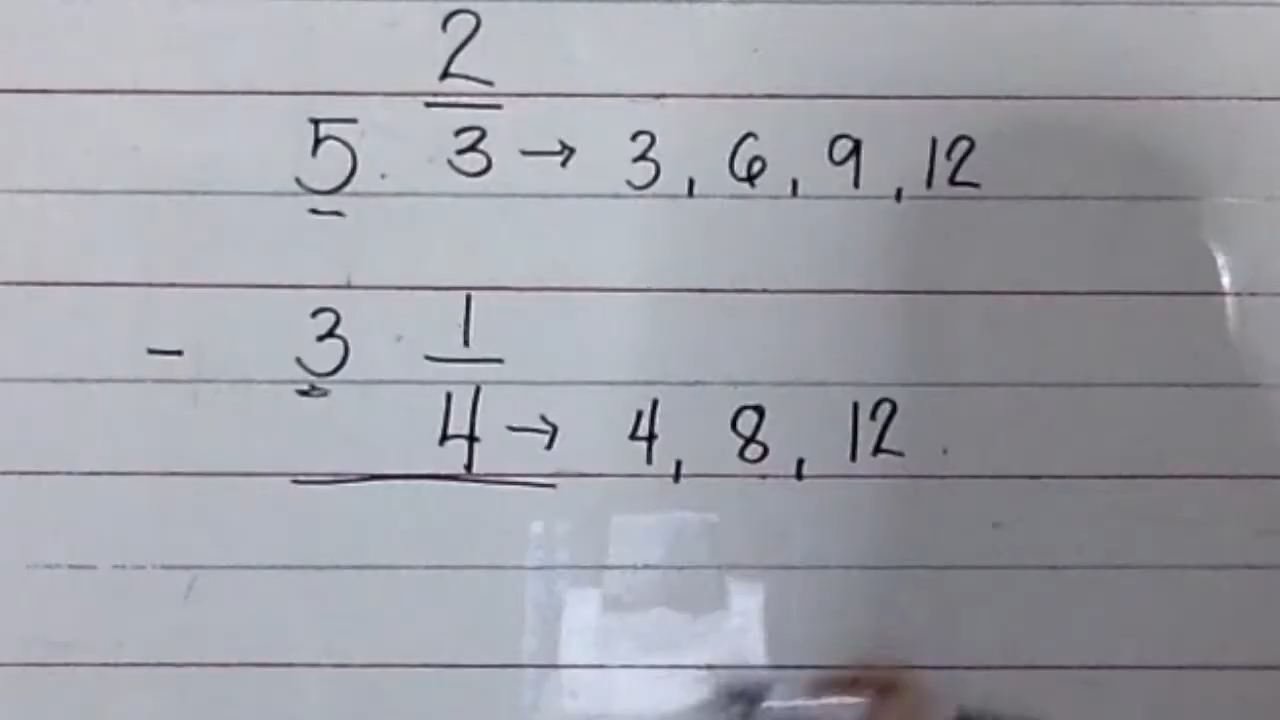 5 2/3 → 3, 6, 9, 12
- 3 1/4 → 4, 8, 12